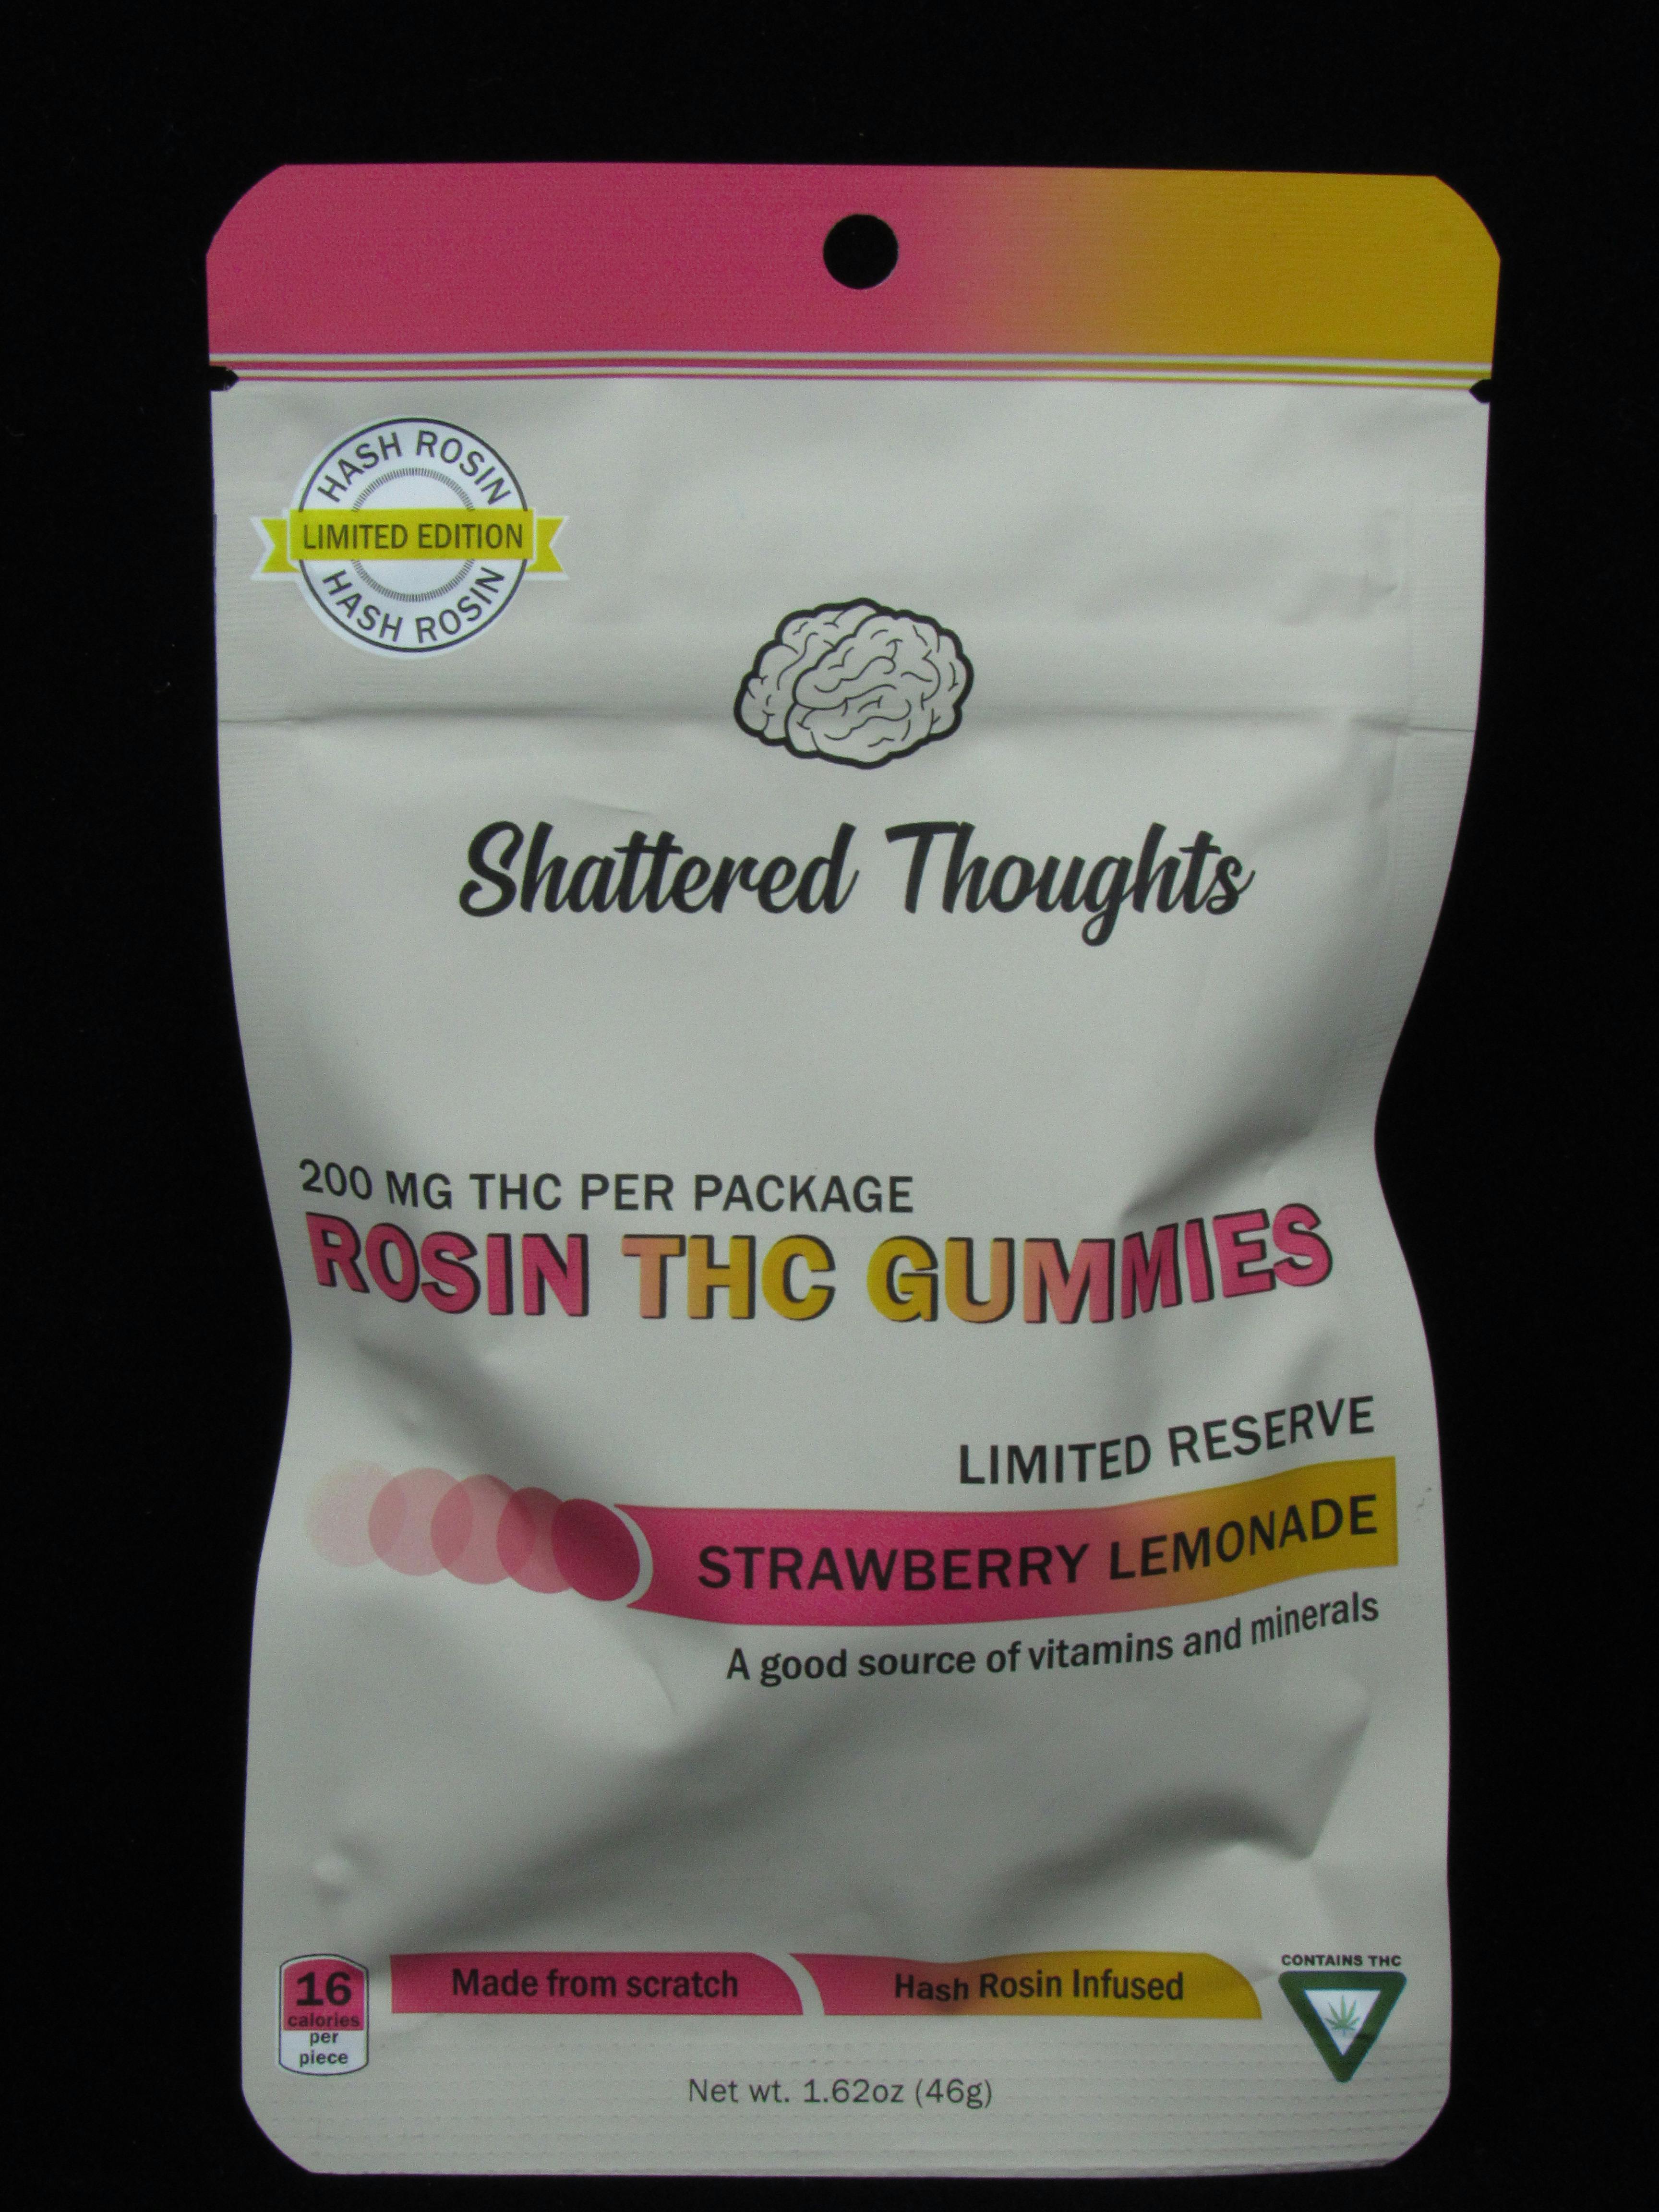 HASH ROSIN
LIMITED EDITION
HASH ROSIN
Shattered Thoughts
200 MG THC PER PACKAGE
ROSIN THC GUMMIES
LIMITED RESERVE
STRAWBERRY LEMONADE
A good source of vitamins and minerals
16
calories
per
piece
Made from scratch
Hash Rosin Infused
CONTAINS THC
Net wt. 1.62oz (46g)